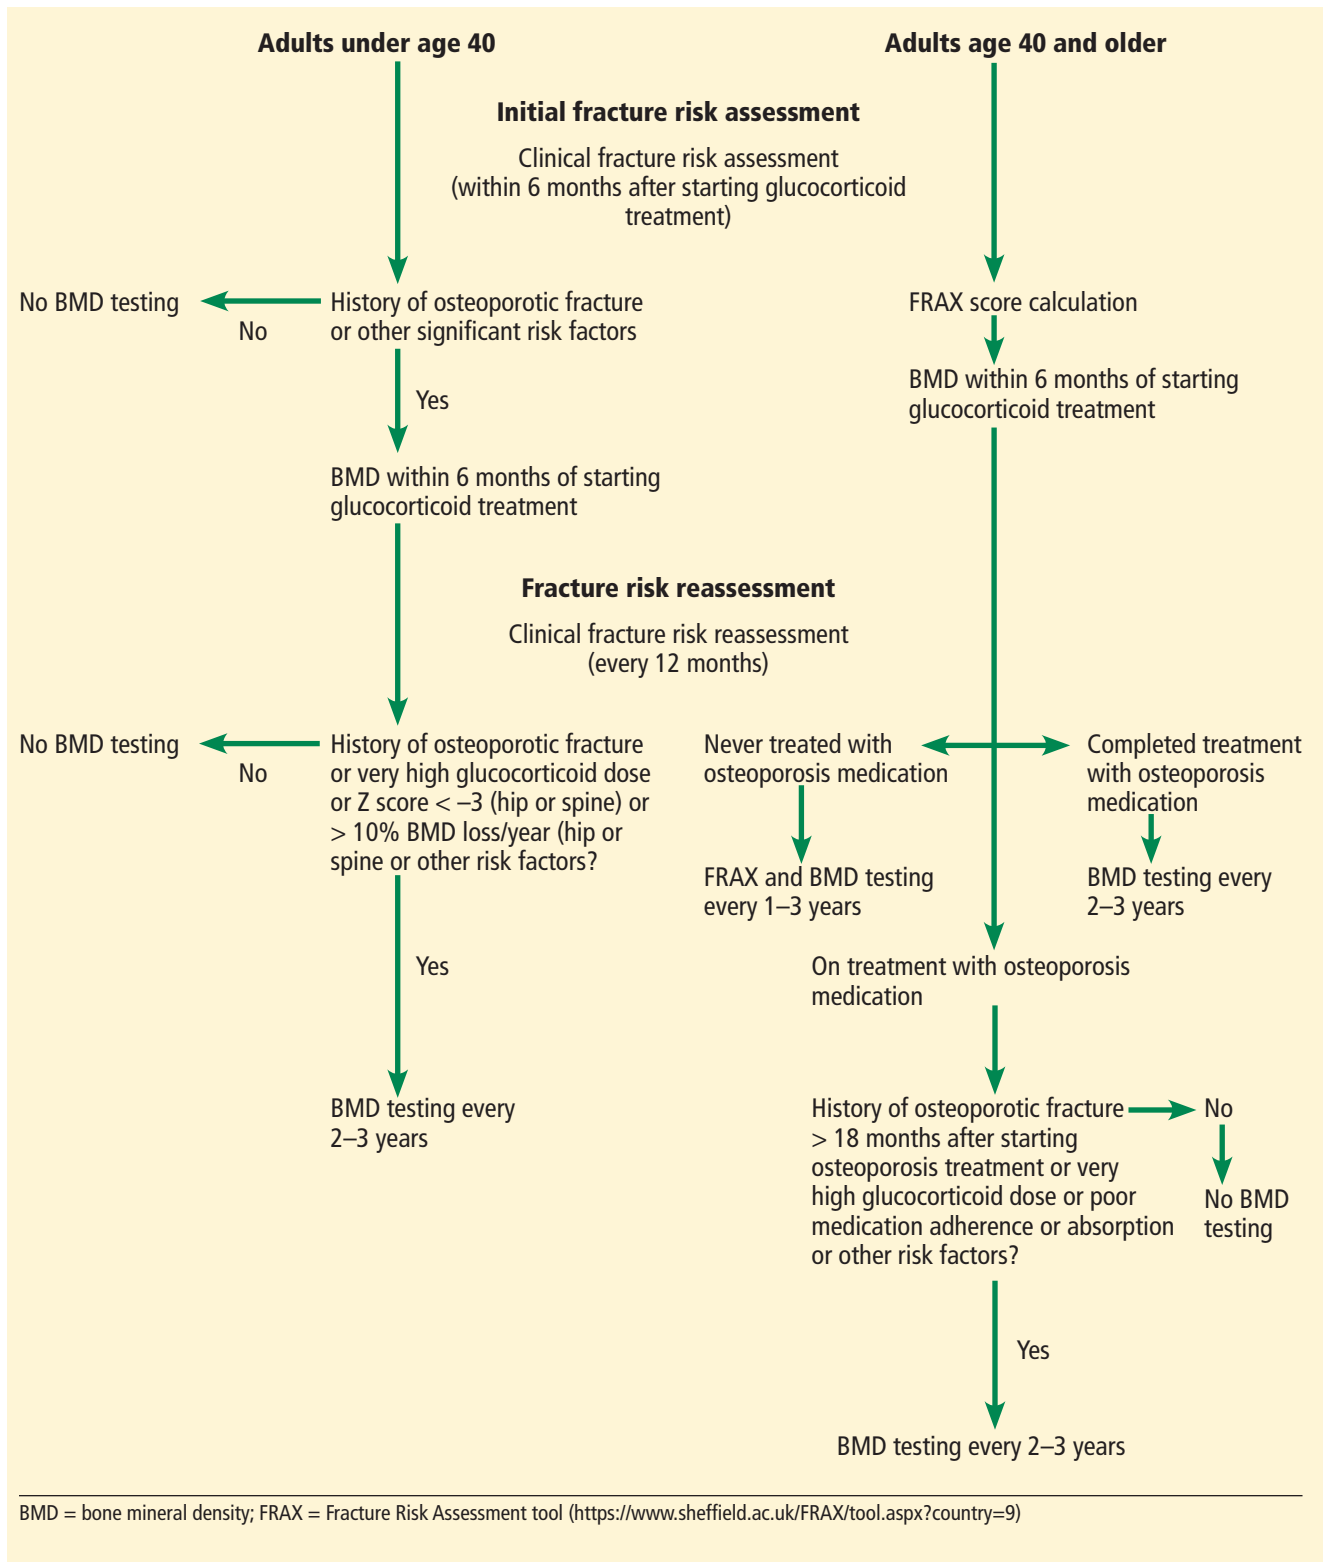 Adults under age 40
Adults age 40 and older
Initial fracture risk assessment
Clinical fracture risk assessment
(within 6 months after starting glucocorticoid
treatment)
No BMD testing
No
History of osteoporotic fracture
or other significant risk factors
FRAX score calculation
BMD within 6 months of starting
glucocorticoid treatment
Yes
BMD within 6 months of starting
glucocorticoid treatment
Fracture risk reassessment
Clinical fracture risk reassessment
(every 12 months)
No BMD testing
No
History of osteoporotic fracture
or very high glucocorticoid dose
or Z score < –3 (hip or spine) or
> 10% BMD loss/year (hip or
spine or other risk factors?
Never treated with
osteoporosis medication
Completed treatment
with osteoporosis
medication
FRAX and BMD testing
every 1–3 years
BMD testing every
2–3 years
Yes
On treatment with osteoporosis
medication
BMD testing every
2–3 years
History of osteoporotic fracture
> 18 months after starting
osteoporosis treatment or very
high glucocorticoid dose or poor
medication adherence or absorption
or other risk factors?
No
No BMD
testing
Yes
BMD testing every 2–3 years
BMD = bone mineral density; FRAX = Fracture Risk Assessment tool (https://www.sheffield.ac.uk/FRAX/tool.aspx?country=9)